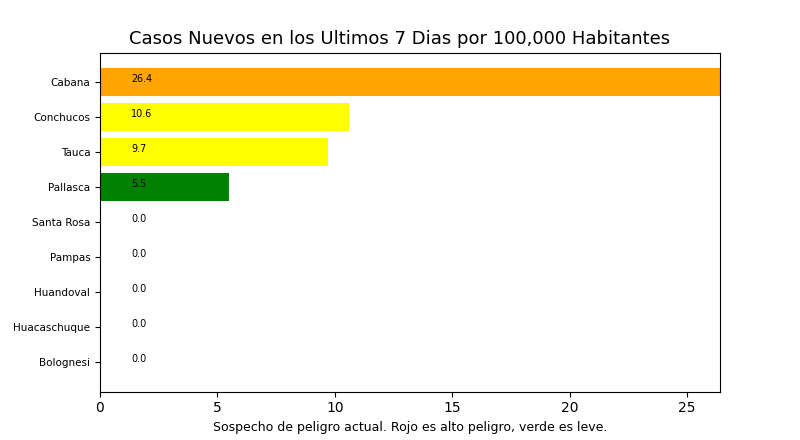 Casos Nuevos en los Ultimos 7 Dias por 100,000 Habitantes
Cabana 26.4
Conchucos 10.6
Tauca 9.7
Pallasca 5.5
Santa Rosa 0.0
Pampas 0.0
Huandoval 0.0
Huacaschuque 0.0
Bolognesi 0.0
0 5 10 15 20 25
Sospecho de peligro actual. Rojo es alto peligro, verde es leve.